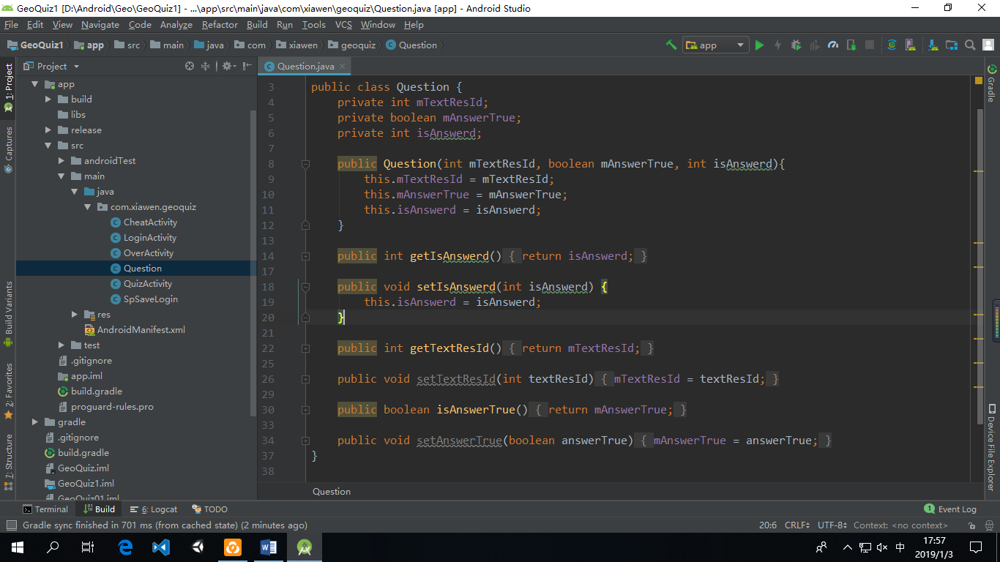 GeoQuiz1 [D:\Android\Geo\GeoQuiz1] - ...\app\src\main\java\com\xiawen\geoquiz\Question.java [app] - Android Studio
File Edit View Navigate Code Analyze Refactor Build Run Tools VCS Window Help
GeoQuiz1 app src main java com xiawen geoquiz Question app
Project
Question.java
1: Project
Captures
Build Variants
2: Favorites
7: Structure
app
build
libs
release
src
androidTest
main
java
com.xiawen.geoquiz
CheatActivity
LoginActivity
OverActivity
Question
QuizActivity
SpSaveLogin
res
AndroidManifest.xml
test
.gitignore
app.iml
build.gradle
proguard-rules.pro
gradle
.gitignore
build.gradle
GeoQuiz.iml
GeoQuiz1.iml
GeoQuiz01.iml
3 public class Question {
4 private int mTextResId;
5 private boolean mAnswerTrue;
6 private int isAnswerd;
7
8 public Question(int mTextResId, boolean mAnswerTrue, int isAnswerd){
9 this.mTextResId = mTextResId;
10 this.mAnswerTrue = mAnswerTrue;
11 this.isAnswerd = isAnswerd;
12 }
13
14 public int getIsAnswerd() { return isAnswerd; }
17
18 public void setIsAnswerd(int isAnswerd) {
19 this.isAnswerd = isAnswerd;
20 }
21
22 public int getTextResId() { return mTextResId; }
25
26 public void setTextResId(int textResId) { mTextResId = textResId; }
29
30 public boolean isAnswerTrue() { return mAnswerTrue; }
33
34 public void setAnswerTrue(boolean answerTrue) { mAnswerTrue = answerTrue; }
37 }
38
Question
Gradle
Device File Explorer
Terminal Build 6: Logcat TODO 1 Event Log
Gradle sync finished in 701 ms (from cached state) (2 minutes ago) 20:6 CRLF UTF-8 Context: <no context>
中 17:57
2019/1/3